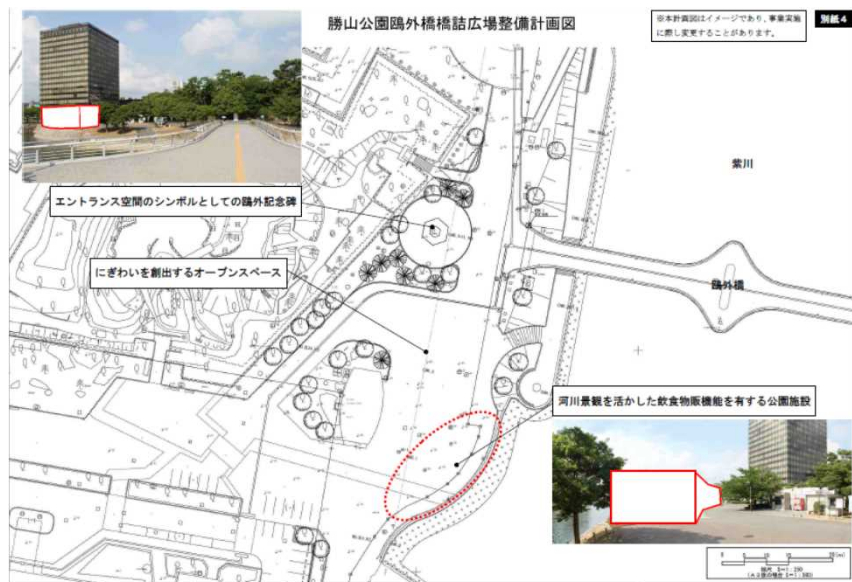 勝山公園鴎外橋橋詰広場整備計画図
※本計画図はイメージであり、事業実施
に際し変更することがあります。
別紙4
紫川
エントランス空間のシンボルとしての鴎外記念碑
にぎわいを創出するオープンスペース
鴎外橋
河川景観を活かした飲食物販機能を有する公園施設